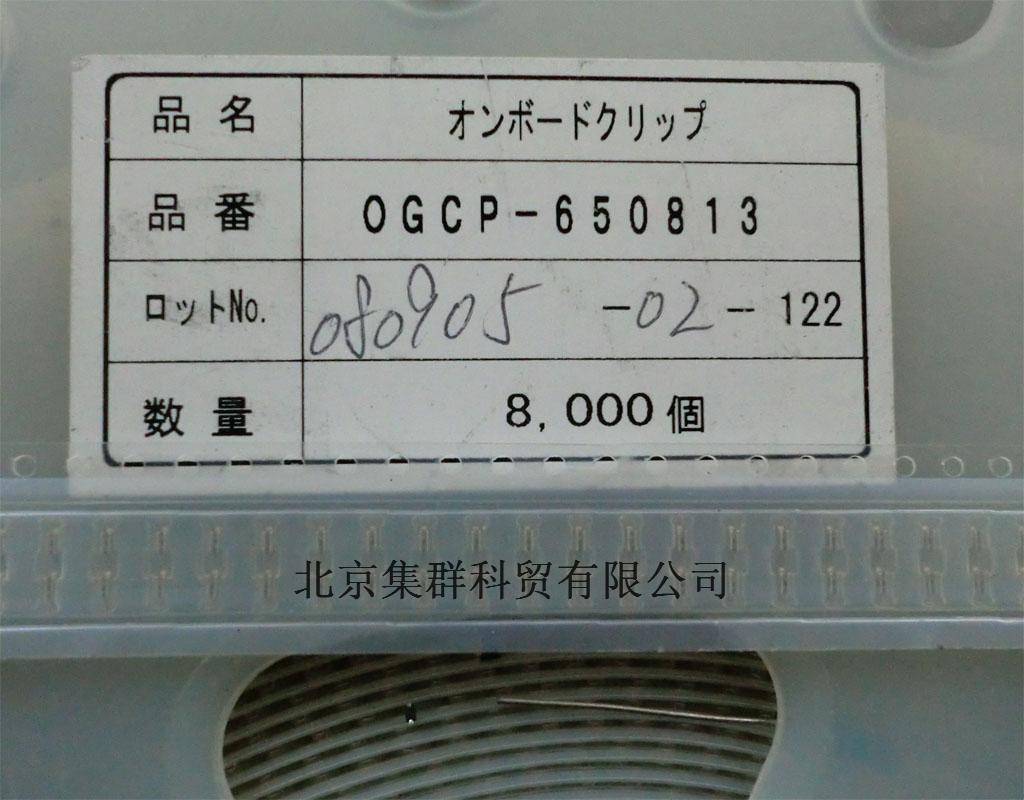 品名 オンボードクリップ
品番 OGCP-650813
ロットNo. 080905 -02-122
数量 8,000個
北京集群科贸有限公司